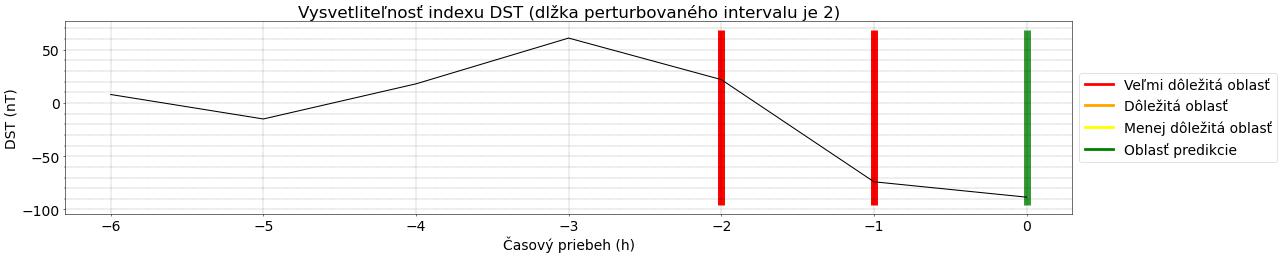 Vysvetliteľnosť indexu DST (dlžka perturbovaného intervalu je 2)
DST (nT)
50
0
−50
−100
−6 −5 −4 −3 −2 −1 0
Časový priebeh (h)
Veľmi dôležitá oblasť
Dôležitá oblasť
Menej dôležitá oblasť
Oblasť predikcie